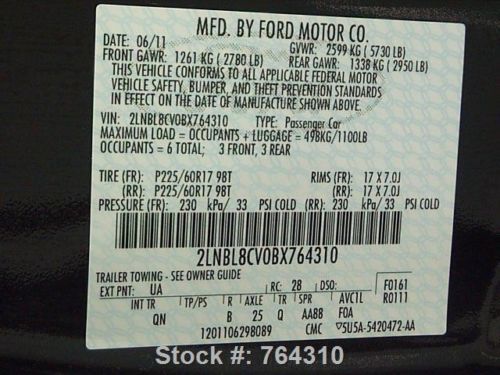 MFD. BY FORD MOTOR CO.
DATE: 06/11 GVWR: 2599 KG ( 5730 LB)
FRONT GAWR: 1261 KG ( 2780 LB) REAR GAWR: 1338 KG ( 2950 LB)
THIS VEHICLE CONFORMS TO ALL APPLICABLE FEDERAL MOTOR
VEHICLE SAFETY, BUMPER, AND THEFT PREVENTION STANDARDS
IN EFFECT ON THE DATE OF MANUFACTURE SHOWN ABOVE.
VIN: 2LNBL8CV0BX764310 TYPE: Passenger Car
MAXIMUM LOAD = OCCUPANTS + LUGGAGE = 498KG/1100LB
OCCUPANTS = 6 TOTAL; 3 FRONT, 3 REAR
TIRE (FR): P225/60R17 98T RIMS (FR): 17 X 7.0J
(RR): P225/60R17 98T (RR): 17 X 7.0J
PRESSURE (FR): 230 kPa/ 33 PSI COLD (RR): 230 kPa/ 33 PSI COLD
2LNBL8CV0BX764310
TRAILER TOWING - SEE OWNER GUIDE
EXT PNT: UA RC: 28 DSO: F0161
INT TR TP/PS R AXLE TR SPR AVC1L R0111
QN B 25 Q AA88 FOA
1201106298089 CMC 5U5A-5420472-AA
Stock #: 764310